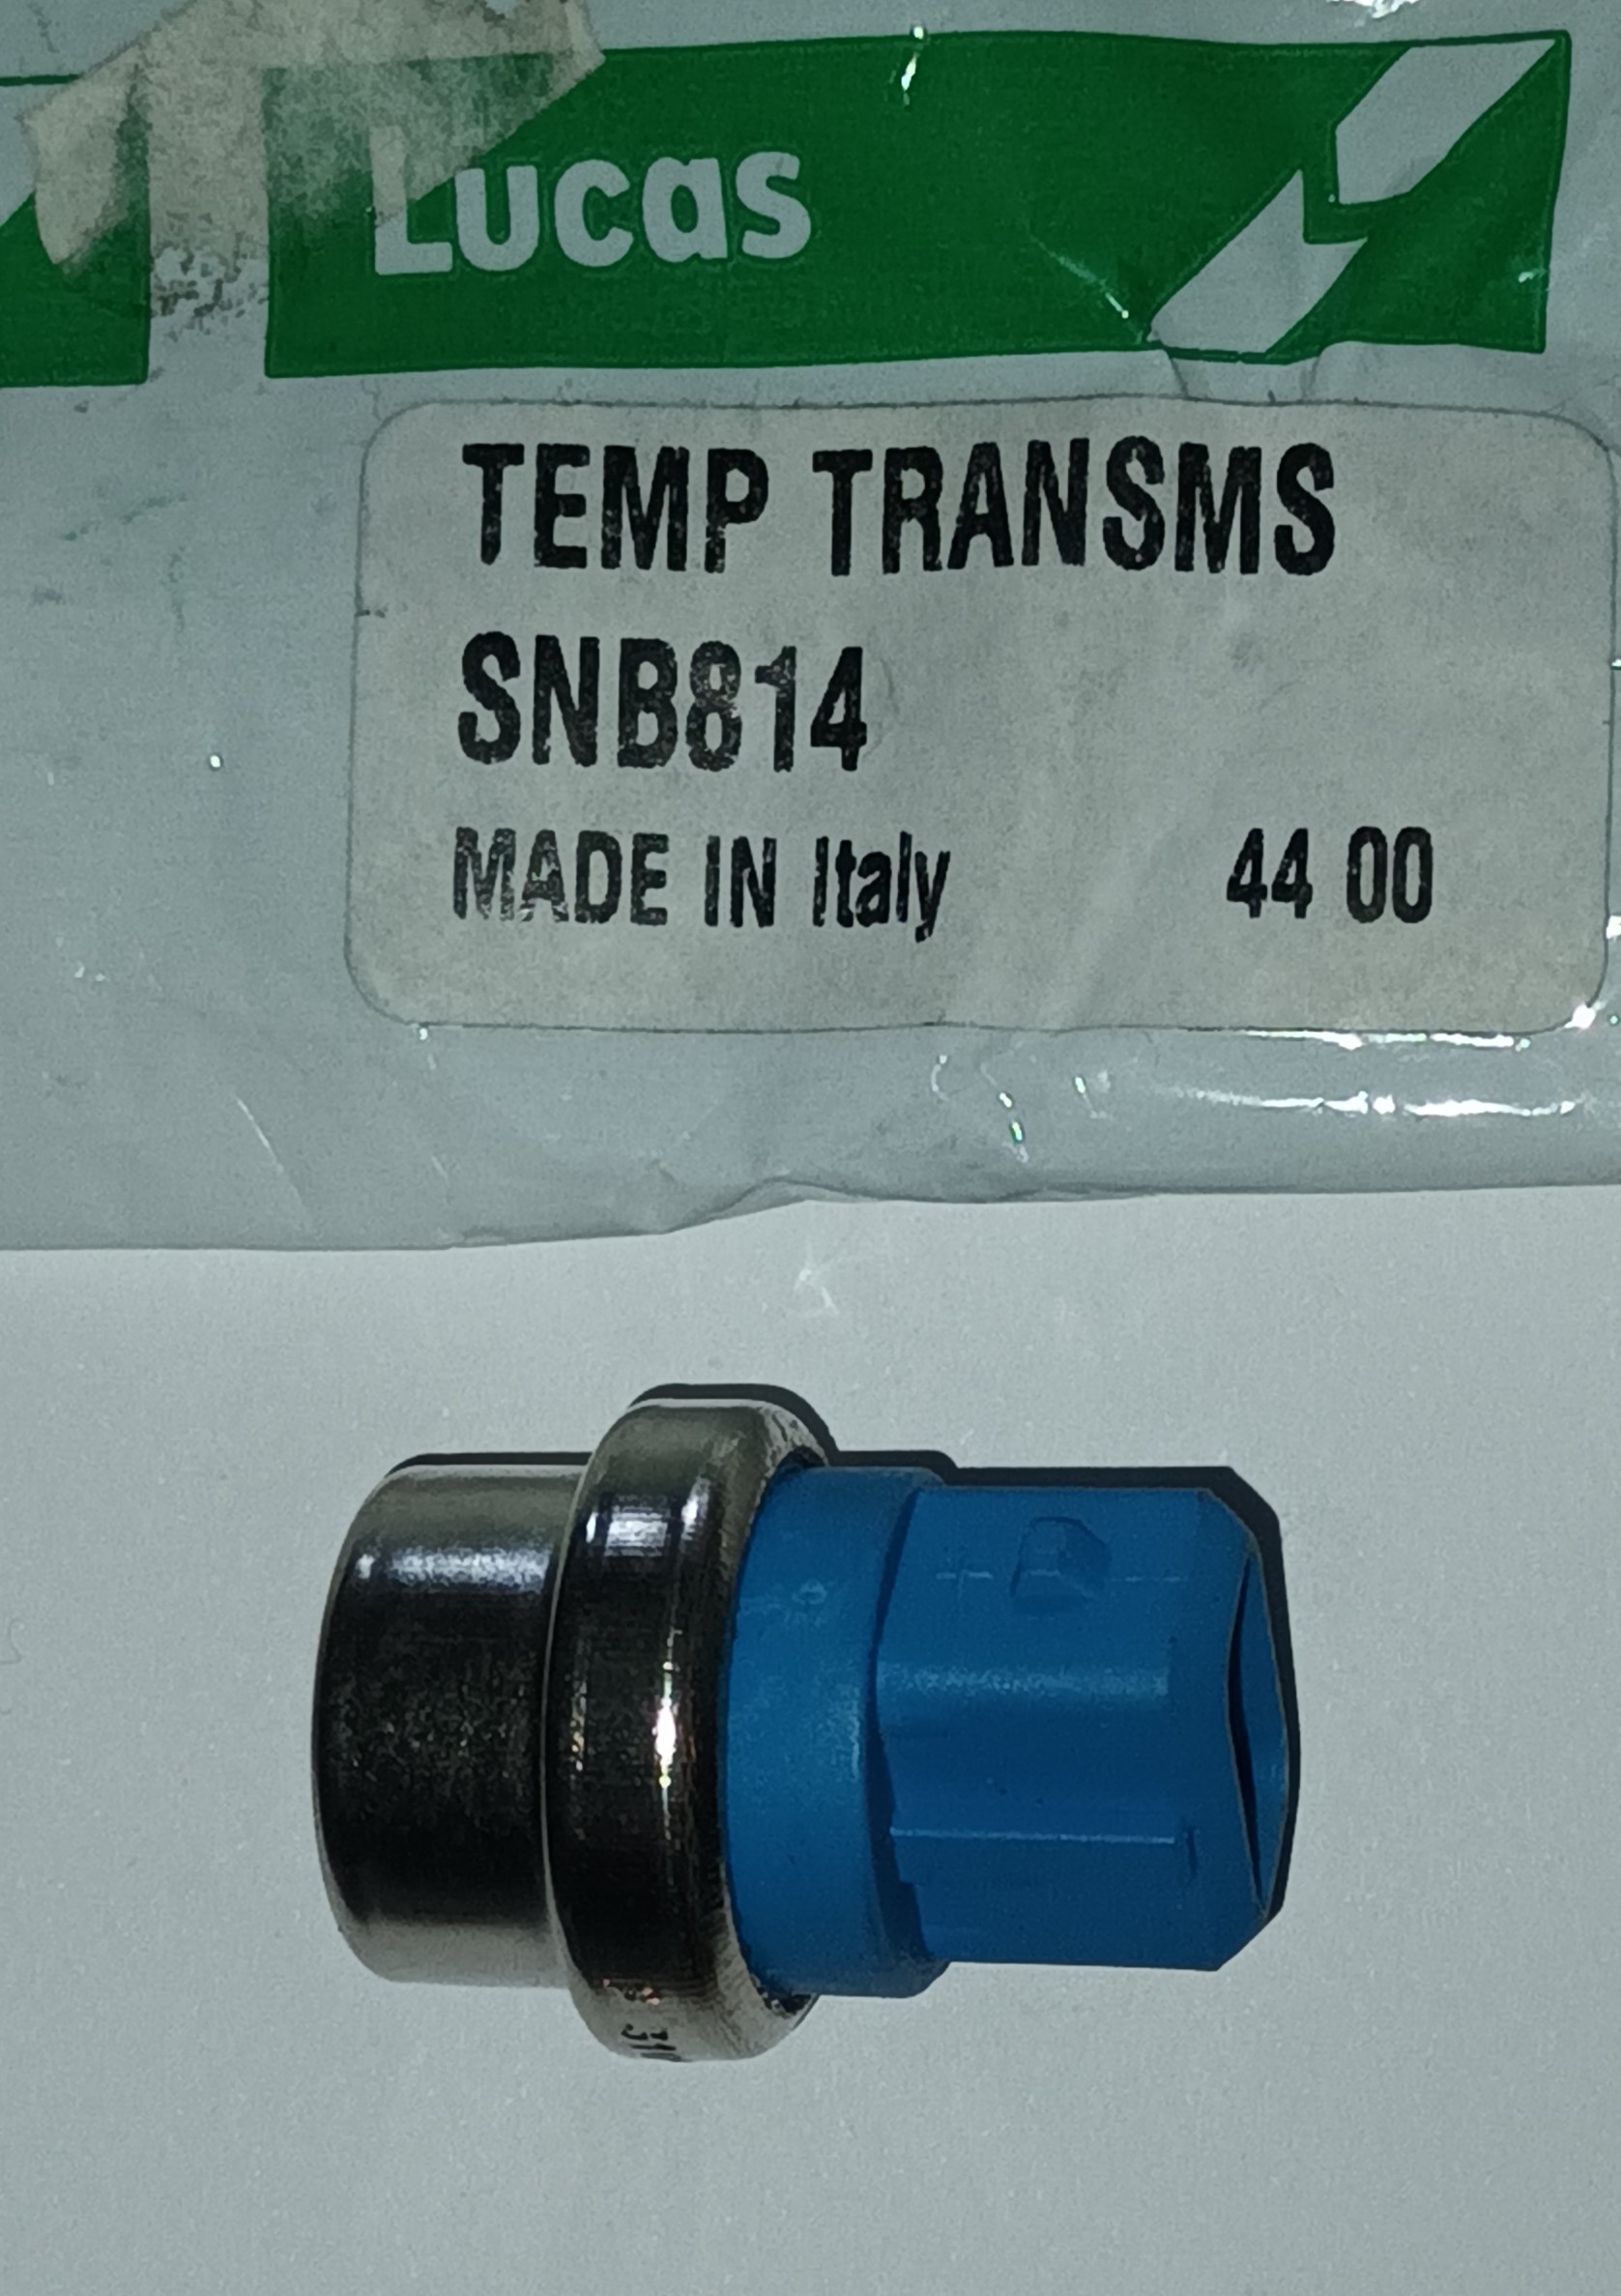 Lucas
TEMP TRANSMS
SNB814
MADE IN Italy 44 00